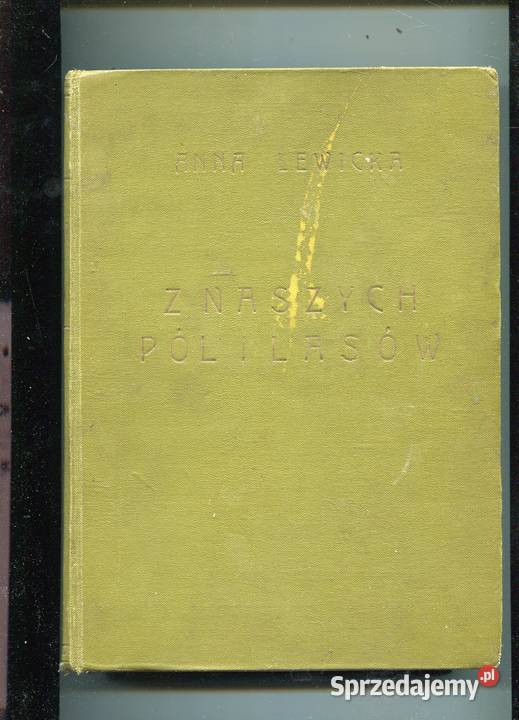 ANNA LEWICKA
Z NASZYCH
PÓL I LASÓW
Sprzedajemy.pl